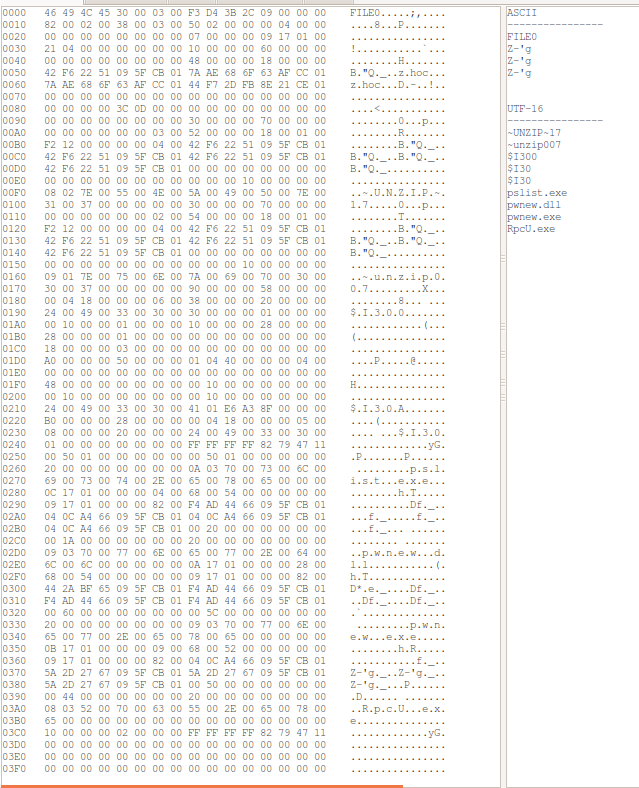 0000 46 49 4C 45 30 00 03 00 F3 D4 3B 2C 09 00 00 00 FILE0.....;,....
0010 82 00 02 00 38 00 03 00 50 02 00 00 00 04 00 00 ....8...P.......
0020 00 00 00 00 00 00 00 00 07 00 00 00 09 17 01 00 ................
0030 21 04 00 00 00 00 00 00 10 00 00 00 60 00 00 00 !...........`...
0040 00 00 00 00 00 00 00 00 48 00 00 00 18 00 00 00 ........H.......
0050 42 F6 22 51 09 5F CB 01 7A AE 68 6F 63 AF CC 01 B."Q._..z.hoc...
0060 7A AE 68 6F 63 AF CC 01 44 F7 2D FB 8E 21 CE 01 z.hoc...D.-..!..
0070 00 00 00 00 00 00 00 00 00 00 00 00 00 00 00 00 ................
0080 00 00 00 00 3C 0D 00 00 00 00 00 00 00 00 00 00 ....<...........
0090 00 00 00 00 00 00 00 00 30 00 00 00 70 00 00 00 ........0...p...
00A0 00 00 00 00 00 00 03 00 52 00 00 00 18 00 01 00 ........R.......
00B0 F2 12 00 00 00 00 04 00 42 F6 22 51 09 5F CB 01 ........B."Q._..
00C0 42 F6 22 51 09 5F CB 01 42 F6 22 51 09 5F CB 01 B."Q._..B."Q._..
00D0 42 F6 22 51 09 5F CB 01 00 00 00 00 00 00 00 00 B."Q._..........
00E0 00 00 00 00 00 00 00 00 00 00 00 10 00 00 00 00 ................
00F0 08 02 7E 00 55 00 4E 00 5A 00 49 00 50 00 7E 00 ..~.U.N.Z.I.P.~.
0100 31 00 37 00 00 00 00 00 30 00 00 00 70 00 00 00 1.7.....0...p...
0110 00 00 00 00 00 00 02 00 54 00 00 00 18 00 01 00 ........T.......
0120 F2 12 00 00 00 00 04 00 42 F6 22 51 09 5F CB 01 ........B."Q._..
0130 42 F6 22 51 09 5F CB 01 42 F6 22 51 09 5F CB 01 B."Q._..B."Q._..
0140 42 F6 22 51 09 5F CB 01 00 00 00 00 00 00 00 00 B."Q._..........
0150 00 00 00 00 00 00 00 00 00 00 00 10 00 00 00 00 ................
0160 09 01 7E 00 75 00 6E 00 7A 00 69 00 70 00 30 00 ..~.u.n.z.i.p.0.
0170 30 00 37 00 00 00 00 00 90 00 00 00 58 00 00 00 0.7.........X...
0180 00 04 18 00 00 00 06 00 38 00 00 00 20 00 00 00 ........8... ...
0190 24 00 49 00 33 00 30 00 30 00 00 00 01 00 00 00 $.I.3.0.0.......
01A0 00 10 00 00 01 00 00 00 10 00 00 00 28 00 00 00 ............(...
01B0 28 00 00 00 01 00 00 00 00 00 00 00 00 00 00 00 (...............
01C0 18 00 00 00 03 00 00 00 00 00 00 00 00 00 00 00 ................
01D0 A0 00 00 00 50 00 00 00 01 04 40 00 00 00 04 00 ....P.....@.....
01E0 00 00 00 00 00 00 00 00 00 00 00 00 00 00 00 00 ................
01F0 48 00 00 00 00 00 00 00 00 10 00 00 00 00 00 00 H...............
0200 00 10 00 00 00 00 00 00 00 10 00 00 00 00 00 00 ................
0210 24 00 49 00 33 00 30 00 41 01 E6 A3 8F 00 00 00 $.I.3.0.A.......
0220 B0 00 00 00 28 00 00 00 00 04 18 00 00 00 05 00 ....(...........
0230 08 00 00 00 20 00 00 00 24 00 49 00 33 00 30 00 .... ...$.I.3.0.
0240 01 00 00 00 00 00 00 00 FF FF FF FF 82 79 47 11 .............yG.
0250 00 50 01 00 00 00 00 00 00 50 01 00 00 00 00 00 .P.......P......
0260 20 00 00 00 00 00 00 00 0A 03 70 00 73 00 6C 00  .........p.s.l.
0270 69 00 73 00 74 00 2E 00 65 00 78 00 65 00 00 00 i.s.t...e.x.e...
0280 0C 17 01 00 00 00 04 00 68 00 54 00 00 00 00 00 ........h.T.....
0290 09 17 01 00 00 00 82 00 F4 AD 44 66 09 5F CB 01 ..........Df._..
02A0 04 0C A4 66 09 5F CB 01 04 0C A4 66 09 5F CB 01 ...f._.....f._..
02B0 04 0C A4 66 09 5F CB 01 00 20 00 00 00 00 00 00 ...f._... ......
02C0 00 1A 00 00 00 00 00 00 20 00 00 00 00 00 00 00 ........ .......
02D0 09 03 70 00 77 00 6E 00 65 00 77 00 2E 00 64 00 ..p.w.n.e.w...d.
02E0 6C 00 6C 00 00 00 00 00 0A 17 01 00 00 00 28 00 l.l...........(.
02F0 68 00 54 00 00 00 00 00 09 17 01 00 00 00 82 00 h.T.............
0300 44 2A BF 65 09 5F CB 01 F4 AD 44 66 09 5F CB 01 D*.e._....Df._..
0310 F4 AD 44 66 09 5F CB 01 F4 AD 44 66 09 5F CB 01 ..Df._....Df._..
0320 00 60 00 00 00 00 00 00 00 5C 00 00 00 00 00 00 .`.......\......
0330 20 00 00 00 00 00 00 00 09 03 70 00 77 00 6E 00  .........p.w.n.
0340 65 00 77 00 2E 00 65 00 78 00 65 00 00 00 00 00 e.w...e.x.e.....
0350 0B 17 01 00 00 00 09 00 68 00 52 00 00 00 00 00 ........h.R.....
0360 09 17 01 00 00 00 82 00 04 0C A4 66 09 5F CB 01 ...........f._..
0370 5A 2D 27 67 09 5F CB 01 5A 2D 27 67 09 5F CB 01 Z-'g._..Z-'g._..
0380 5A 2D 27 67 09 5F CB 01 00 50 00 00 00 00 00 00 Z-'g._...P......
0390 00 44 00 00 00 00 00 00 20 00 00 00 00 00 00 00 .D...... .......
03A0 08 03 52 00 70 00 63 00 55 00 2E 00 65 00 78 00 ..R.p.c.U...e.x.
03B0 65 00 00 00 00 00 00 00 00 00 00 00 00 00 00 00 e...............
03C0 10 00 00 00 02 00 00 00 FF FF FF FF 82 79 47 11 .............yG.
03D0 00 00 00 00 00 00 00 00 00 00 00 00 00 00 00 00 ................
03E0 00 00 00 00 00 00 00 00 00 00 00 00 00 00 00 00 ................
03F0 00 00 00 00 00 00 00 00 00 00 00 00 00 00 00 00 ................
ASCII
----------------
FILE0
Z-'g
Z-'g
Z-'g
UTF-16
----------------
~UNZIP~17
~unzip007
$I300
$I30
$I30
pslist.exe
pwnew.dll
pwnew.exe
RpcU.exe